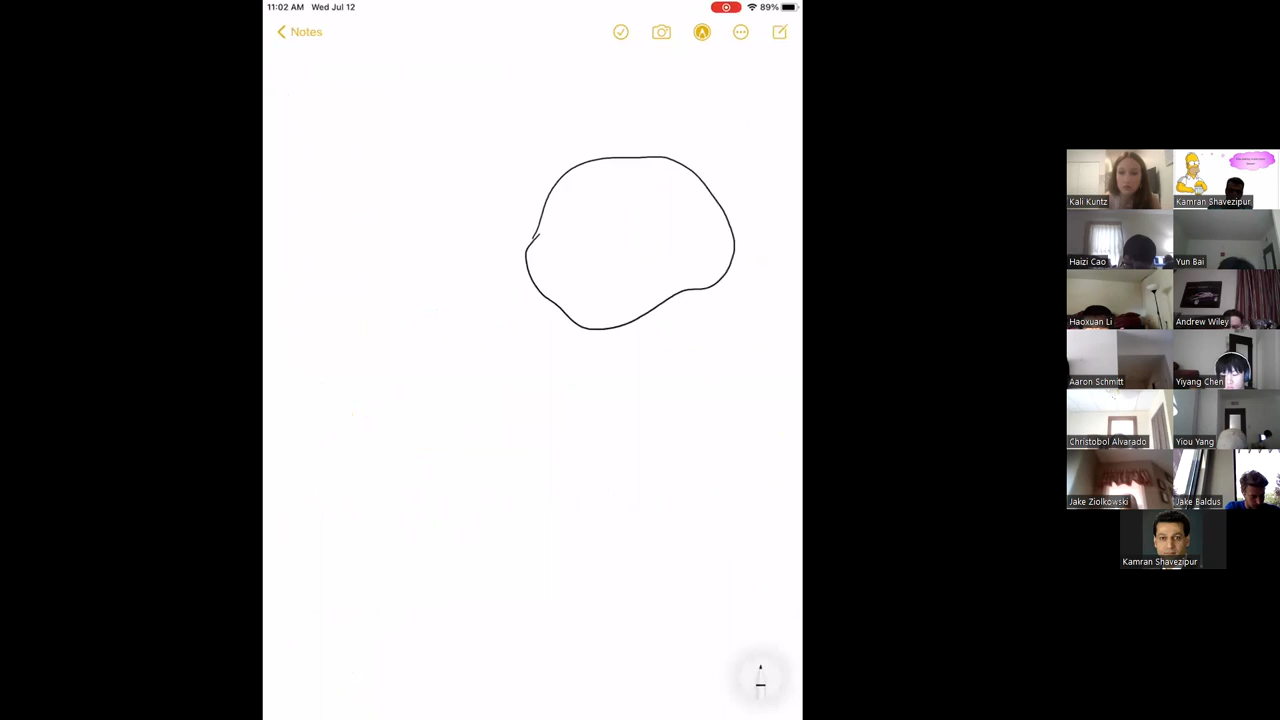 11:02 AM Wed Jul 12
89%
Notes
Kali Kuntz
Kamran Shavezipur
Haizi Cao
Yun Bai
Haoxuan Li
Andrew Wiley
Aaron Schmitt
Yiyang Chen
Christobol Alvarado
Yiou Yang
Jake Ziolkowski
Jake Baldus
Kamran Shavezipur